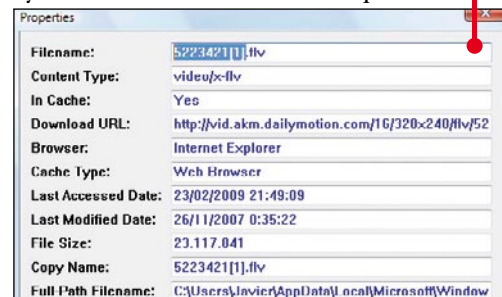 Properties
Filename: 5223421[1].flv
Content Type: video/x-flv
In Cache: Yes
Download URL: http://vid.akm.dailymotion.com/16/320x240/flv/52
Browser: Internet Explorer
Cache Type: Web Browser
Last Accessed Date: 23/02/2009 21:49:09
Last Modified Date: 26/11/2007 0:35:22
File Size: 23.117.041
Copy Name: 5223421[1].flv
Full Path Filename: C:\Users\Javier\AppData\Local\Microsoft\Window